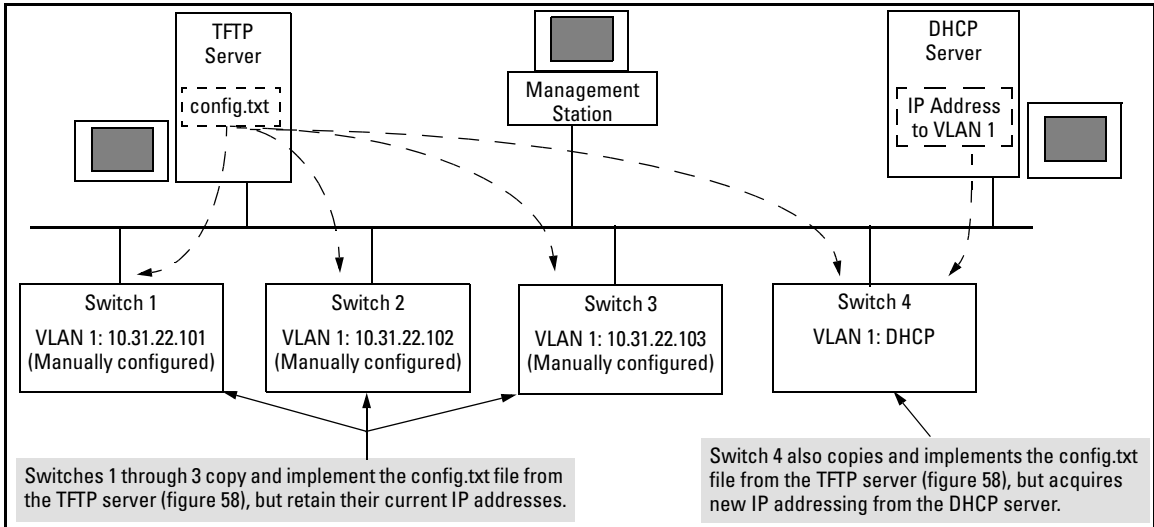 TFTP
Server
config.txt
Management
Station
DHCP
Server
IP Address
to VLAN 1
Switch 1
VLAN 1: 10.31.22.101
(Manually configured)
Switch 2
VLAN 1: 10.31.22.102
(Manually configured)
Switch 3
VLAN 1: 10.31.22.103
(Manually configured)
Switch 4
VLAN 1: DHCP
Switches 1 through 3 copy and implement the config.txt file from
the TFTP server (figure 58), but retain their current IP addresses.
Switch 4 also copies and implements the config.txt
file from the TFTP server (figure 58), but acquires
new IP addressing from the DHCP server.